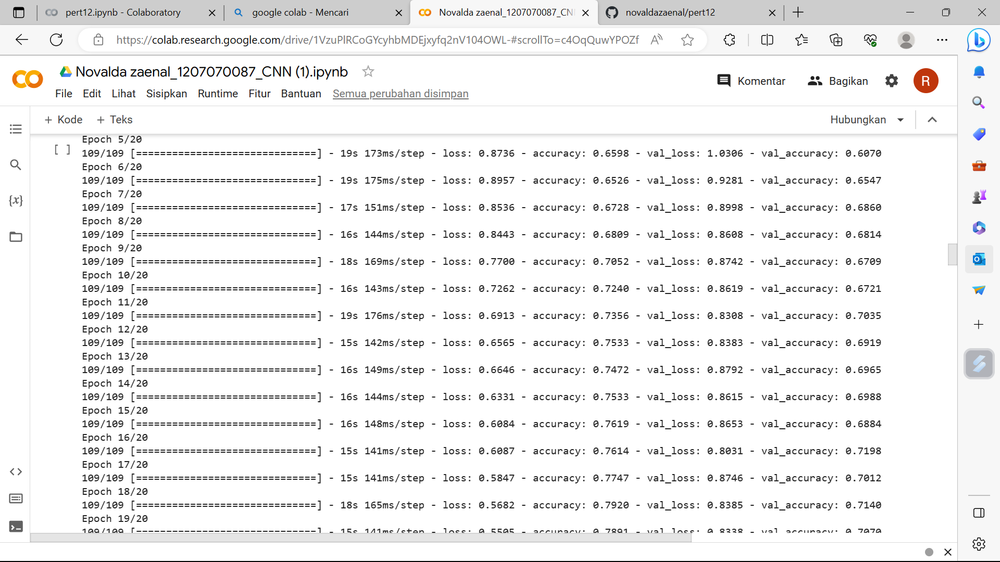 pert12.ipynb - Colaboratory
google colab - Mencari
Novalda zaenal_1207070087_CN
novaldazaenal/pert12
https://colab.research.google.com/drive/1VzuPlRCoGYcyhbMDEjxyfq2nV104OWL-#scrollTo=c4OqQuwYPOZf
Novalda zaenal_1207070087_CNN (1).ipynb
Komentar
Bagikan
R
File Edit Lihat Sisipkan Runtime Fitur Bantuan Semua perubahan disimpan
+ Kode + Teks
Hubungkan
Epoch 5/20
[ ] 109/109 [==============================] - 19s 173ms/step - loss: 0.8736 - accuracy: 0.6598 - val_loss: 1.0306 - val_accuracy: 0.6070
Epoch 6/20
109/109 [==============================] - 19s 175ms/step - loss: 0.8957 - accuracy: 0.6526 - val_loss: 0.9281 - val_accuracy: 0.6547
Epoch 7/20
109/109 [==============================] - 17s 151ms/step - loss: 0.8536 - accuracy: 0.6728 - val_loss: 0.8998 - val_accuracy: 0.6860
Epoch 8/20
109/109 [==============================] - 16s 144ms/step - loss: 0.8443 - accuracy: 0.6809 - val_loss: 0.8608 - val_accuracy: 0.6814
Epoch 9/20
109/109 [==============================] - 18s 169ms/step - loss: 0.7700 - accuracy: 0.7052 - val_loss: 0.8742 - val_accuracy: 0.6709
Epoch 10/20
109/109 [==============================] - 16s 143ms/step - loss: 0.7262 - accuracy: 0.7240 - val_loss: 0.8619 - val_accuracy: 0.6721
Epoch 11/20
109/109 [==============================] - 19s 176ms/step - loss: 0.6913 - accuracy: 0.7356 - val_loss: 0.8308 - val_accuracy: 0.7035
Epoch 12/20
109/109 [==============================] - 15s 142ms/step - loss: 0.6565 - accuracy: 0.7533 - val_loss: 0.8383 - val_accuracy: 0.6919
Epoch 13/20
109/109 [==============================] - 16s 149ms/step - loss: 0.6646 - accuracy: 0.7472 - val_loss: 0.8792 - val_accuracy: 0.6965
Epoch 14/20
109/109 [==============================] - 16s 144ms/step - loss: 0.6331 - accuracy: 0.7533 - val_loss: 0.8615 - val_accuracy: 0.6988
Epoch 15/20
109/109 [==============================] - 16s 148ms/step - loss: 0.6084 - accuracy: 0.7619 - val_loss: 0.8653 - val_accuracy: 0.6884
Epoch 16/20
109/109 [==============================] - 15s 141ms/step - loss: 0.6087 - accuracy: 0.7614 - val_loss: 0.8031 - val_accuracy: 0.7198
Epoch 17/20
109/109 [==============================] - 15s 141ms/step - loss: 0.5847 - accuracy: 0.7747 - val_loss: 0.8746 - val_accuracy: 0.7012
Epoch 18/20
109/109 [==============================] - 18s 165ms/step - loss: 0.5682 - accuracy: 0.7920 - val_loss: 0.8385 - val_accuracy: 0.7140
Epoch 19/20
109/109 [==============================] - 15s 141ms/step - loss: 0.5505 - accuracy: 0.7891 - val_loss: 0.8338 - val_accuracy: 0.7070